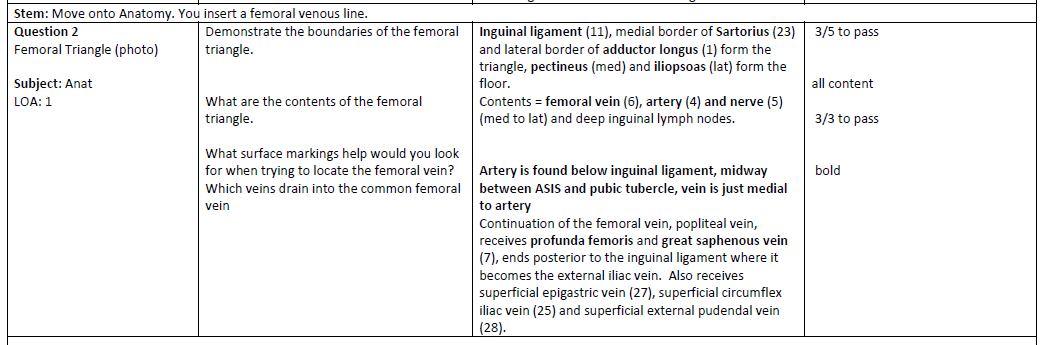 Stem: Move onto Anatomy. You insert a femoral venous line.
Question 2
Femoral Triangle (photo)
Subject: Anat
LOA: 1
Demonstrate the boundaries of the femoral
triangle.
What are the contents of the femoral
triangle.
What surface markings help would you look
for when trying to locate the femoral vein?
Which veins drain into the common femoral
vein
Inguinal ligament (11), medial border of Sartorius (23)
and lateral border of adductor longus (1) form the
triangle, pectineus (med) and iliopsoas (lat) form the
floor.
Contents = femoral vein (6), artery (4) and nerve (5)
(med to lat) and deep inguinal lymph nodes.
Artery is found below inguinal ligament, midway
between ASIS and pubic tubercle, vein is just medial
to artery
Continuation of the femoral vein, popliteal vein,
receives profunda femoris and great saphenous vein
(7), ends posterior to the inguinal ligament where it
becomes the external iliac vein.  Also receives
superficial epigastric vein (27), superficial circumflex
iliac vein (25) and superficial external pudendal vein
(28).
3/5 to pass
all content
3/3 to pass
bold